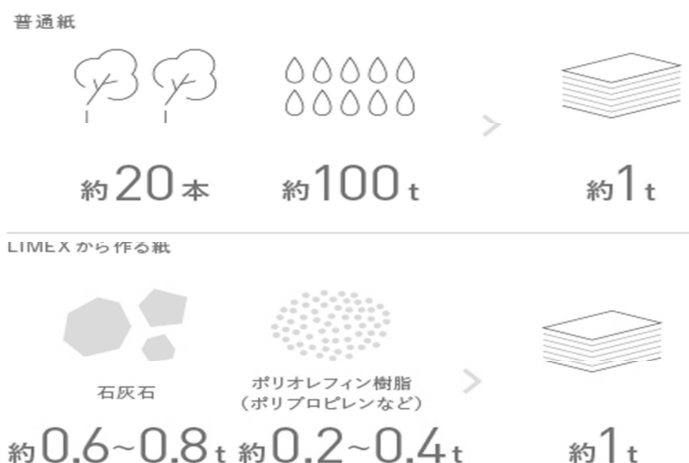 普通紙
約20本 約100t 約1t
LIMEXから作る紙
石灰石
ポリオレフィン樹脂
(ポリプロピレンなど)
約0.6~0.8t 約0.2~0.4t 約1t